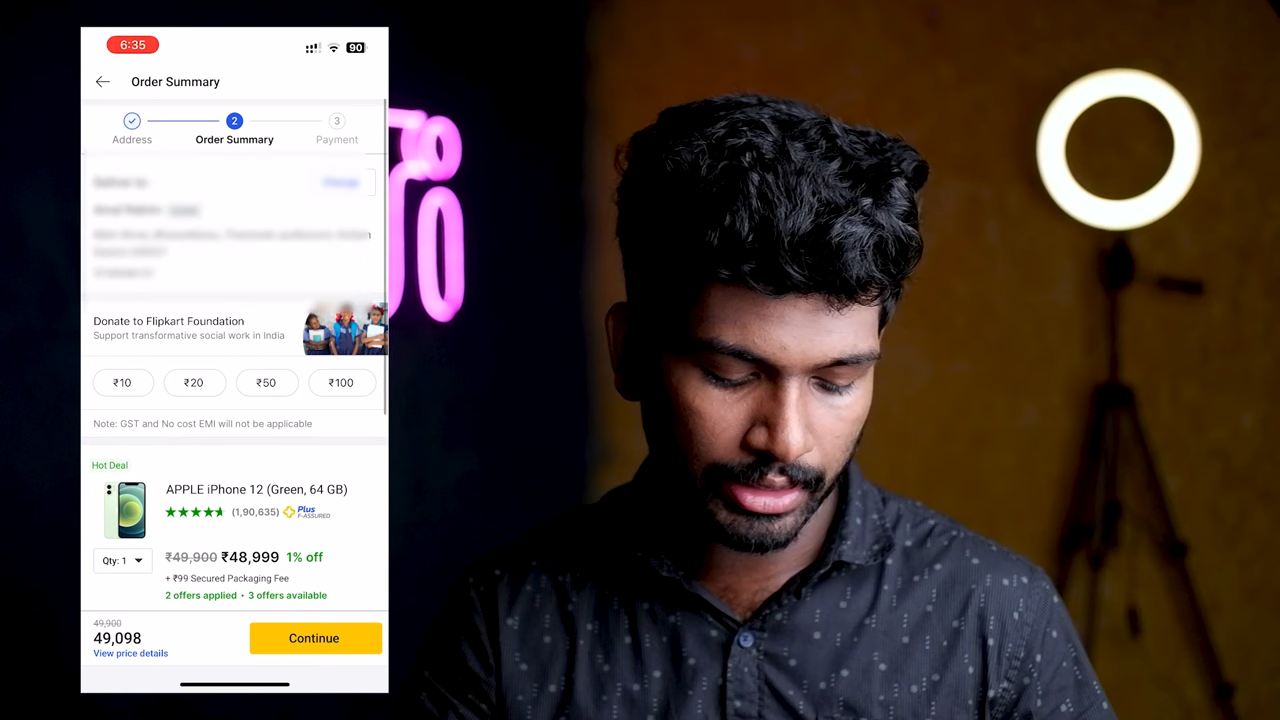 6:35
90
Order Summary
2
3
Address
Order Summary
Payment
Donate to Flipkart Foundation
Support transformative social work in India
₹10
₹20
₹50
₹100
Note: GST and No cost EMI will not be applicable
Hot Deal
APPLE iPhone 12 (Green, 64 GB)
(1,90,635) Plus
F-ASSURED
Qty: 1
₹49,900 ₹48,999 1% off
+ ₹99 Secured Packaging Fee
2 offers applied • 3 offers available
49,900
49,098
View price details
Continue